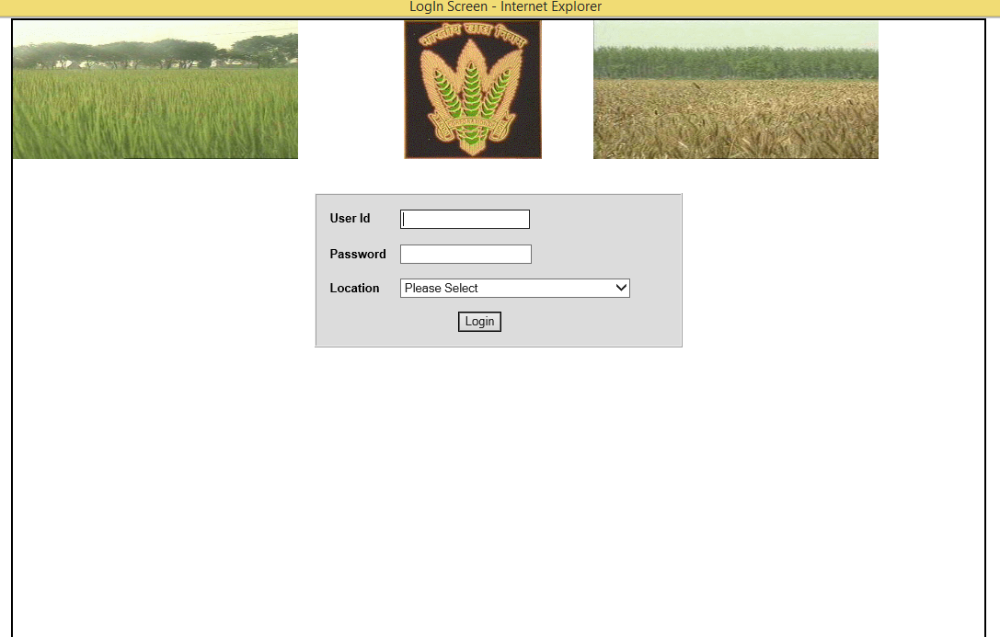 LogIn Screen - Internet Explorer
भारतीय खाद्य निगम
User Id
Password
Location
Please Select
Login